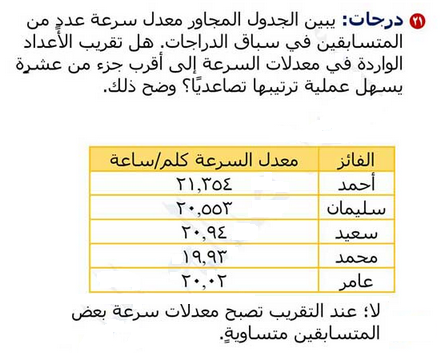 ٢١ درجات: يبين الجدول المجاور معدل سرعة عدد من
المتسابقين في سباق الدراجات. هل تقريب الأعداد
الواردة في معدلات السرعة إلى أقرب جزء من عشرة
يسهل عملية ترتيبها تصاعديًا؟ وضح ذلك.
الفائز معدل السرعة كلم/ساعة
أحمد ٢١,٣٥٤
سليمان ٢٠,٥٥٣
سعيد ٢٠,٩٤
محمد ١٩,٩٣
عامر ٢٠,٠٢
لا؛ عند التقريب تصبح معدلات سرعة بعض
المتسابقين متساوية.